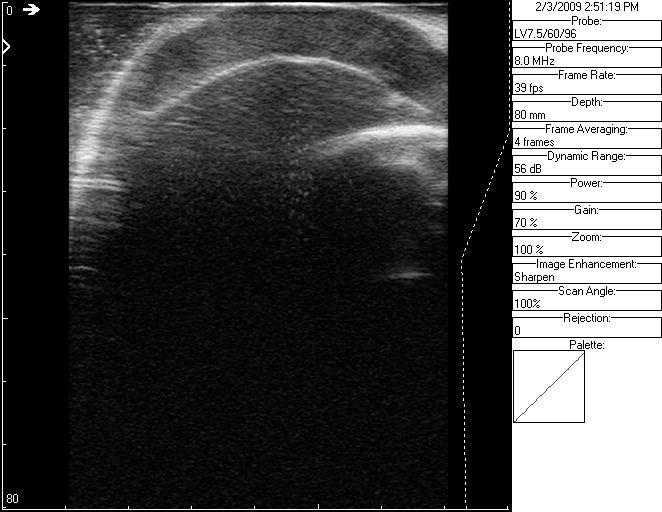 0
80
2/3/2009 2:51:19 PM
Probe:
LV7.5/60/96
Probe Frequency:
8.0 MHz
Frame Rate:
39 fps
Depth:
80 mm
Frame Averaging:
4 frames
Dynamic Range:
56 dB
Power:
90 %
Gain:
70 %
Zoom:
100 %
Image Enhancement:
Sharpen
Scan Angle:
100%
Rejection:
0
Palette: